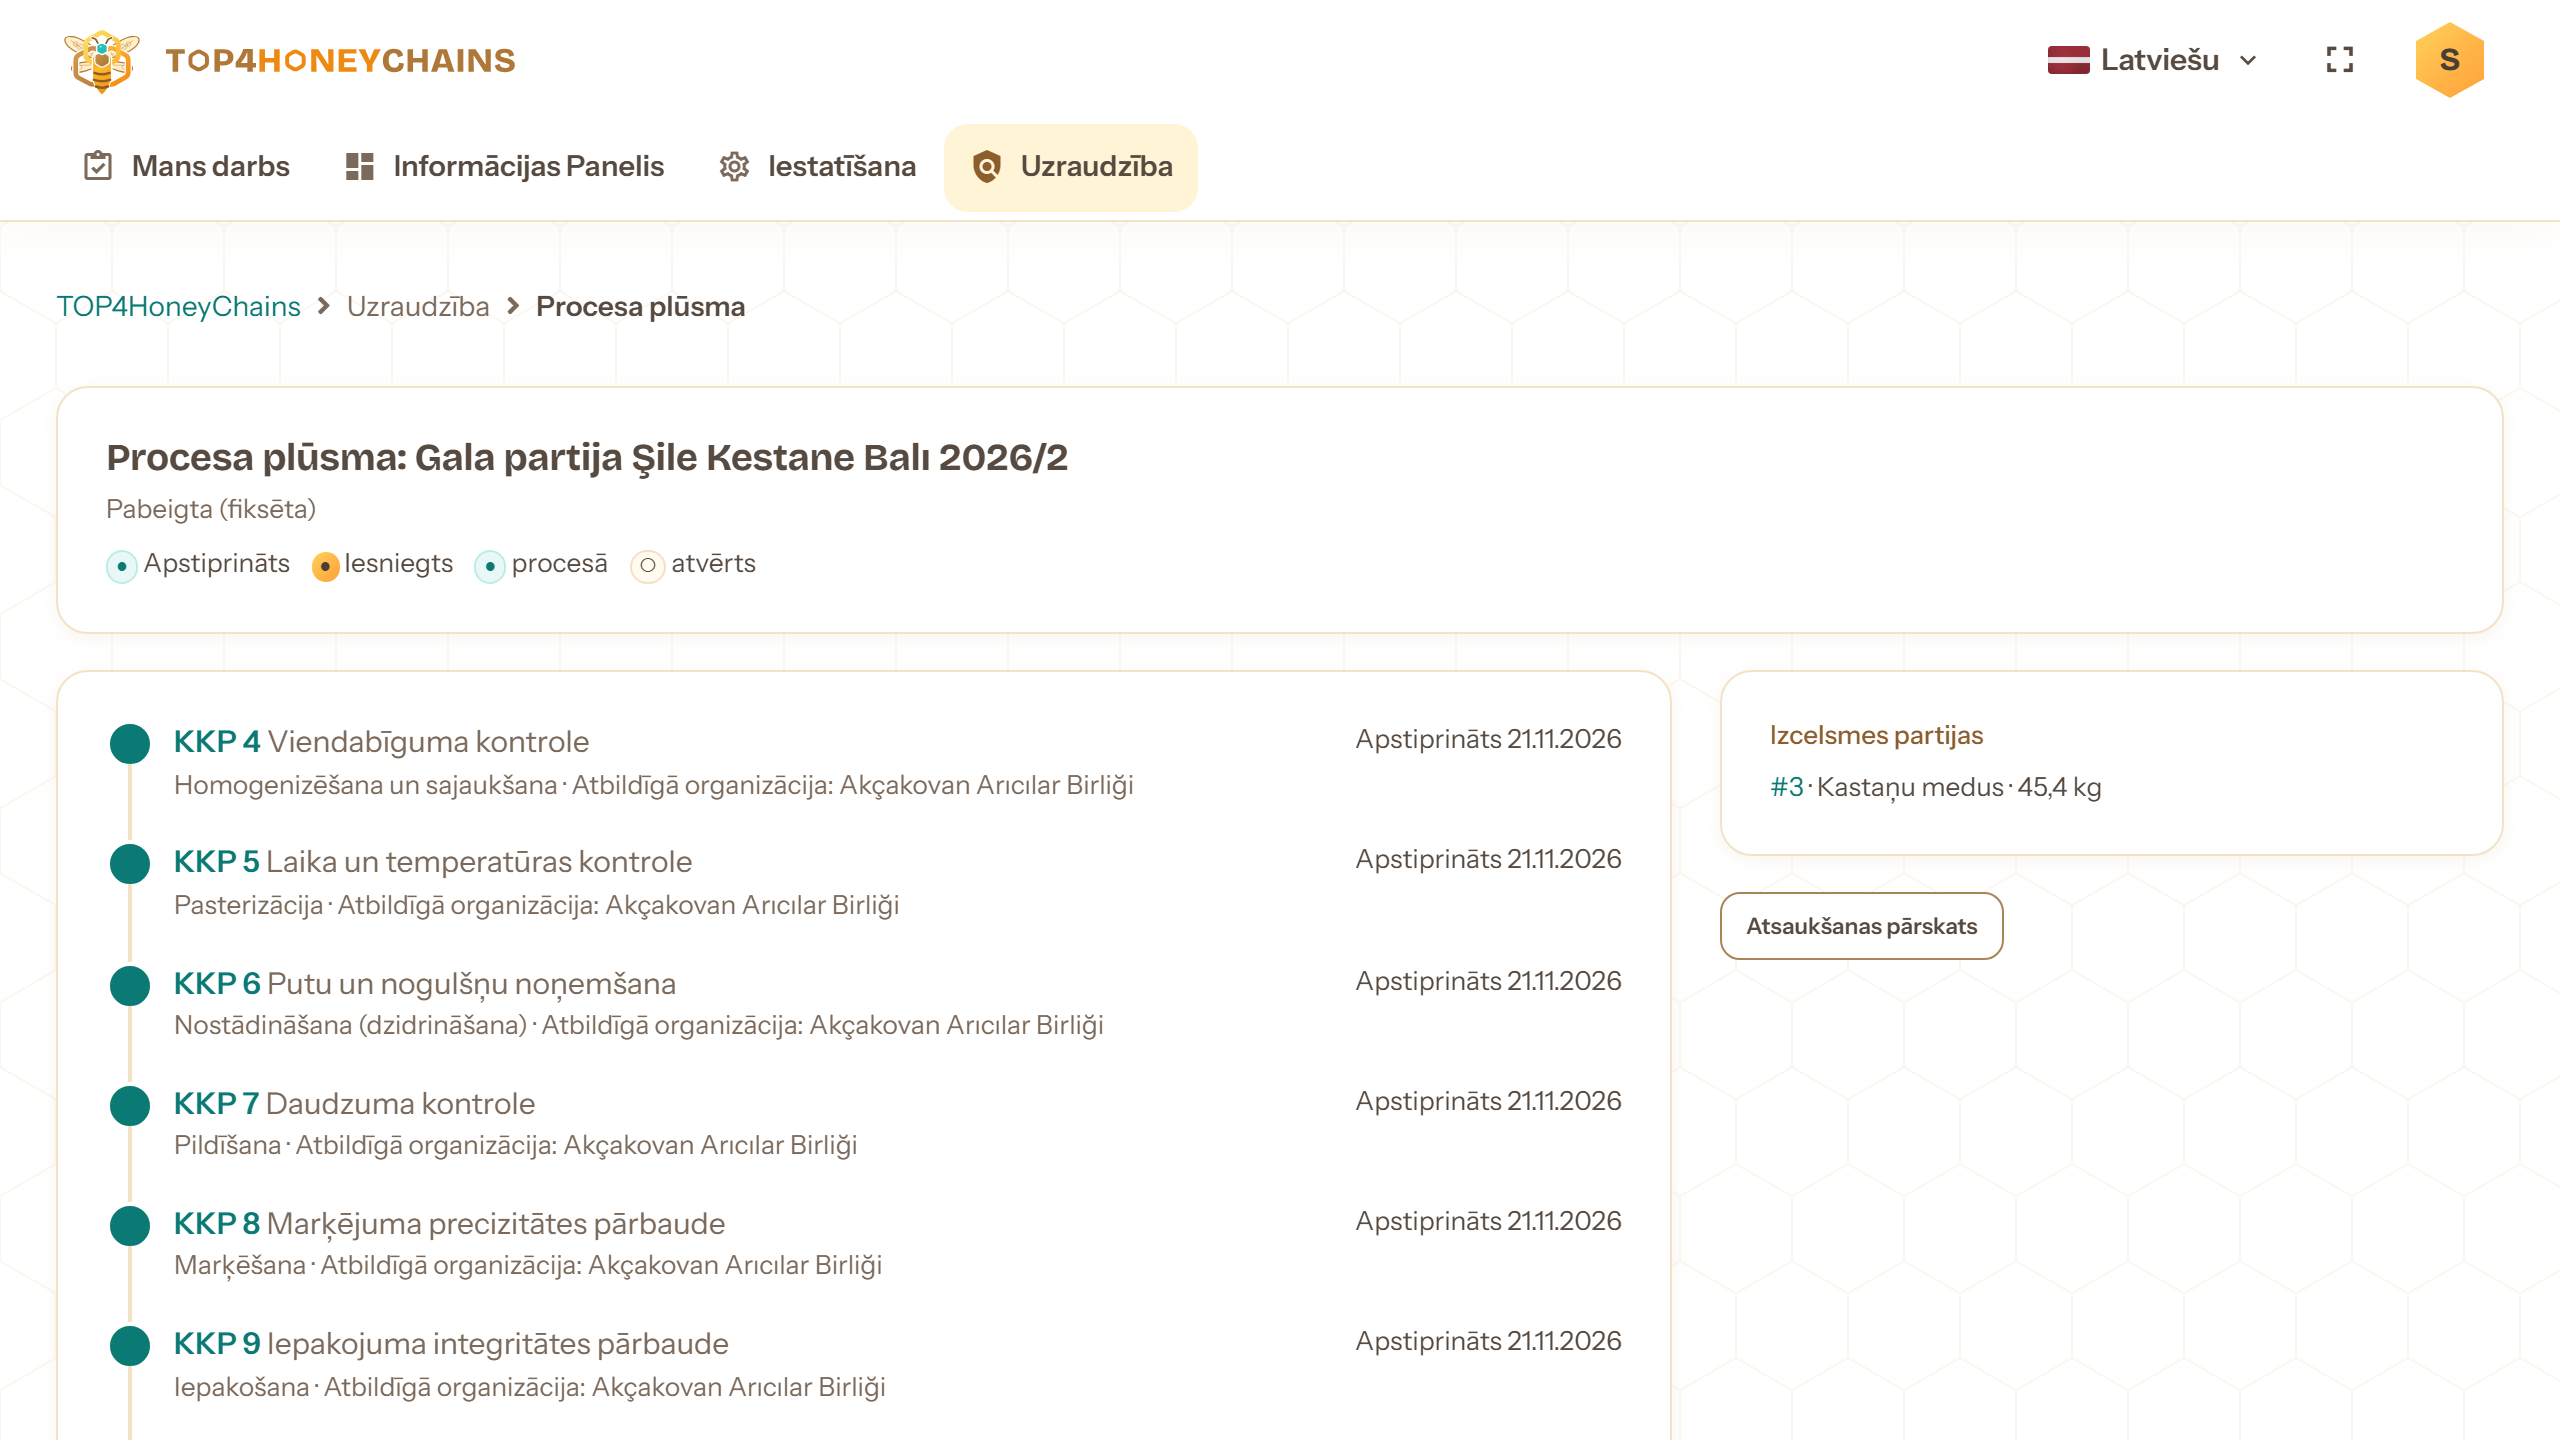 TOP4HONEYCHAINS
Latviešu
S
Mans darbs
Informācijas Panelis
Iestatīšana
Uzraudzība
TOP4HoneyChains > Uzraudzība > Procesa plūsma
Procesa plūsma: Gala partija Şile Kestane Balı 2026/2
Pabeigta (fiksēta)
Apstiprināts Iesniegts procesā atvērts
KKP 4 Viendabīguma kontrole
Apstiprināts 21.11.2026
Homogenizēšana un sajaukšana · Atbildīgā organizācija: Akçakovan Arıcılar Birliği
KKP 5 Laika un temperatūras kontrole
Apstiprināts 21.11.2026
Pasterizācija · Atbildīgā organizācija: Akçakovan Arıcılar Birliği
KKP 6 Putu un nogulšņu noņemšana
Apstiprināts 21.11.2026
Nostādināšana (dzidrināšana) · Atbildīgā organizācija: Akçakovan Arıcılar Birliği
KKP 7 Daudzuma kontrole
Apstiprināts 21.11.2026
Pildīšana · Atbildīgā organizācija: Akçakovan Arıcılar Birliği
KKP 8 Marķējuma precizitātes pārbaude
Apstiprināts 21.11.2026
Marķēšana · Atbildīgā organizācija: Akçakovan Arıcılar Birliği
KKP 9 Iepakojuma integritātes pārbaude
Apstiprināts 21.11.2026
Iepakošana · Atbildīgā organizācija: Akçakovan Arıcılar Birliği
Izcelsmes partijas
#3 · Kastaņu medus · 45,4 kg
Atsaukšanas pārskats